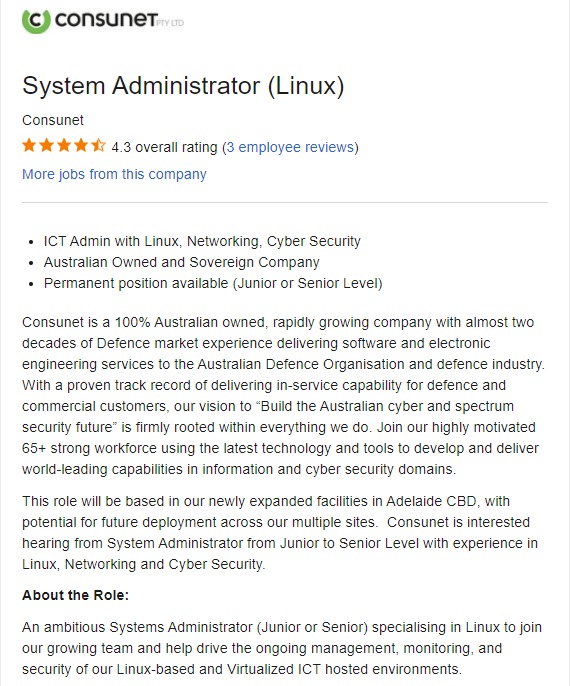 consunet PTY LTD
System Administrator (Linux)
Consunet
4.3 overall rating (3 employee reviews)
More jobs from this company
• ICT Admin with Linux, Networking, Cyber Security
• Australian Owned and Sovereign Company
• Permanent position available (Junior or Senior Level)
Consunet is a 100% Australian owned, rapidly growing company with almost two
decades of Defence market experience delivering software and electronic
engineering services to the Australian Defence Organisation and defence industry.
With a proven track record of delivering in-service capability for defence and
commercial customers, our vision to “Build the Australian cyber and spectrum
security future” is firmly rooted within everything we do. Join our highly motivated
65+ strong workforce using the latest technology and tools to develop and deliver
world-leading capabilities in information and cyber security domains.
This role will be based in our newly expanded facilities in Adelaide CBD, with
potential for future deployment across our multiple sites.  Consunet is interested
hearing from System Administrator from Junior to Senior Level with experience in
Linux, Networking and Cyber Security.
About the Role:
An ambitious Systems Administrator (Junior or Senior) specialising in Linux to join
our growing team and help drive the ongoing management, monitoring, and
security of our Linux-based and Virtualized ICT hosted environments.